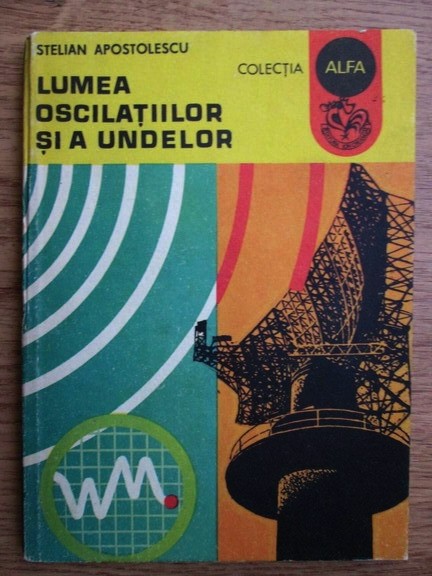 STELIAN APOSTOLESCU
COLECȚIA
ALFA
LUMEA
OSCILAȚIILOR
ȘI A UNDELOR